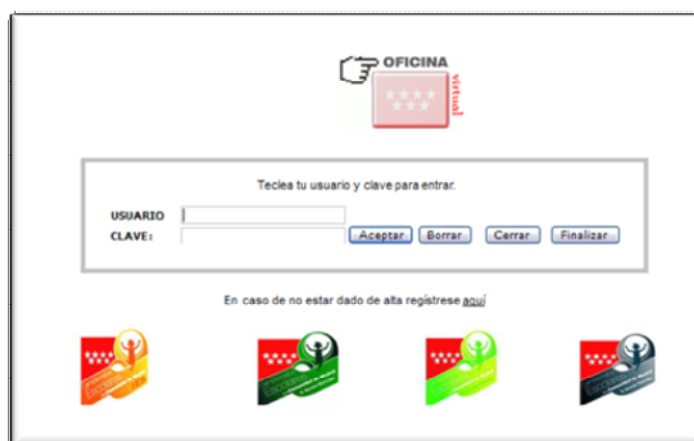 OFICINA
virtual
Teclea tu usuario y clave para entrar.
USUARIO
CLAVE: Aceptar Borrar Cerrar Finalizar
En caso de no estar dado de alta regístrese aquí